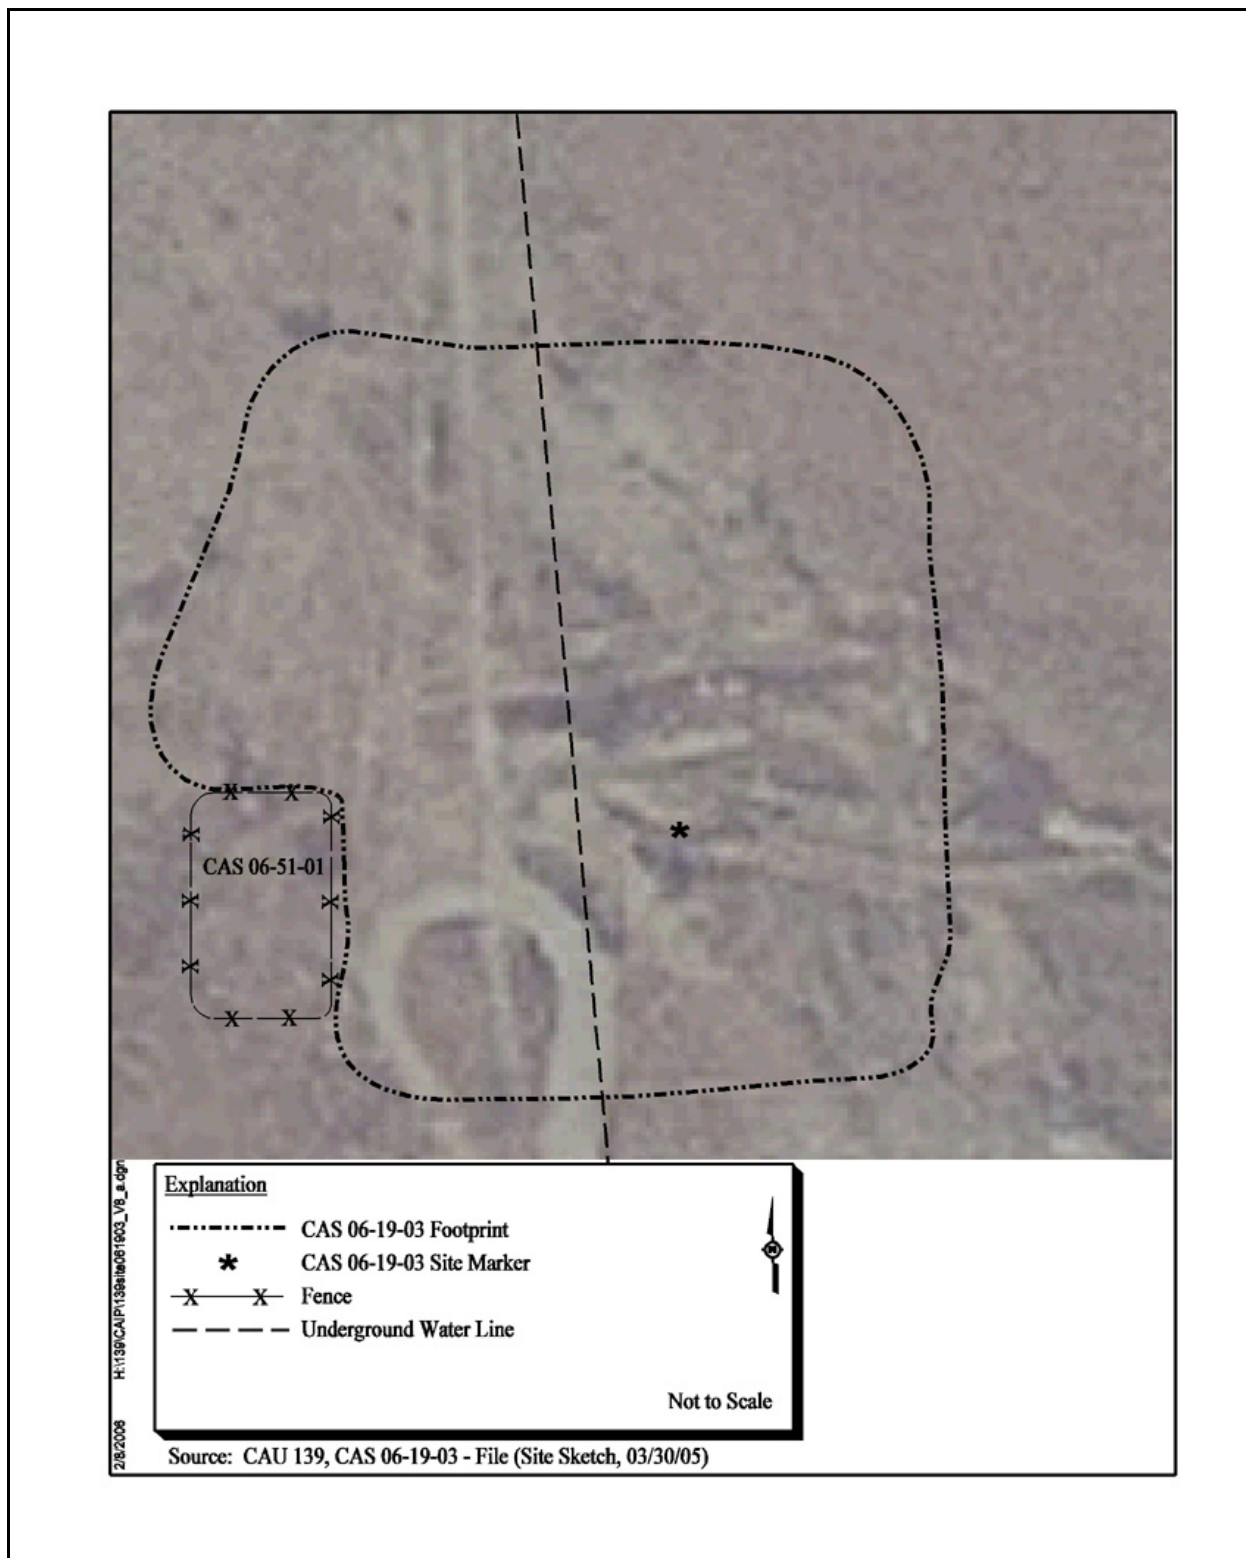 CAS 06-51-01
Explanation
CAS 06-19-03 Footprint
* CAS 06-19-03 Site Marker
X X Fence
Underground Water Line
N
Not to Scale
Source: CAU 139, CAS 06-19-03 - File (Site Sketch, 03/30/05)
2/8/2006 H:\139\CAIP\139site061903_V8_a.dgn